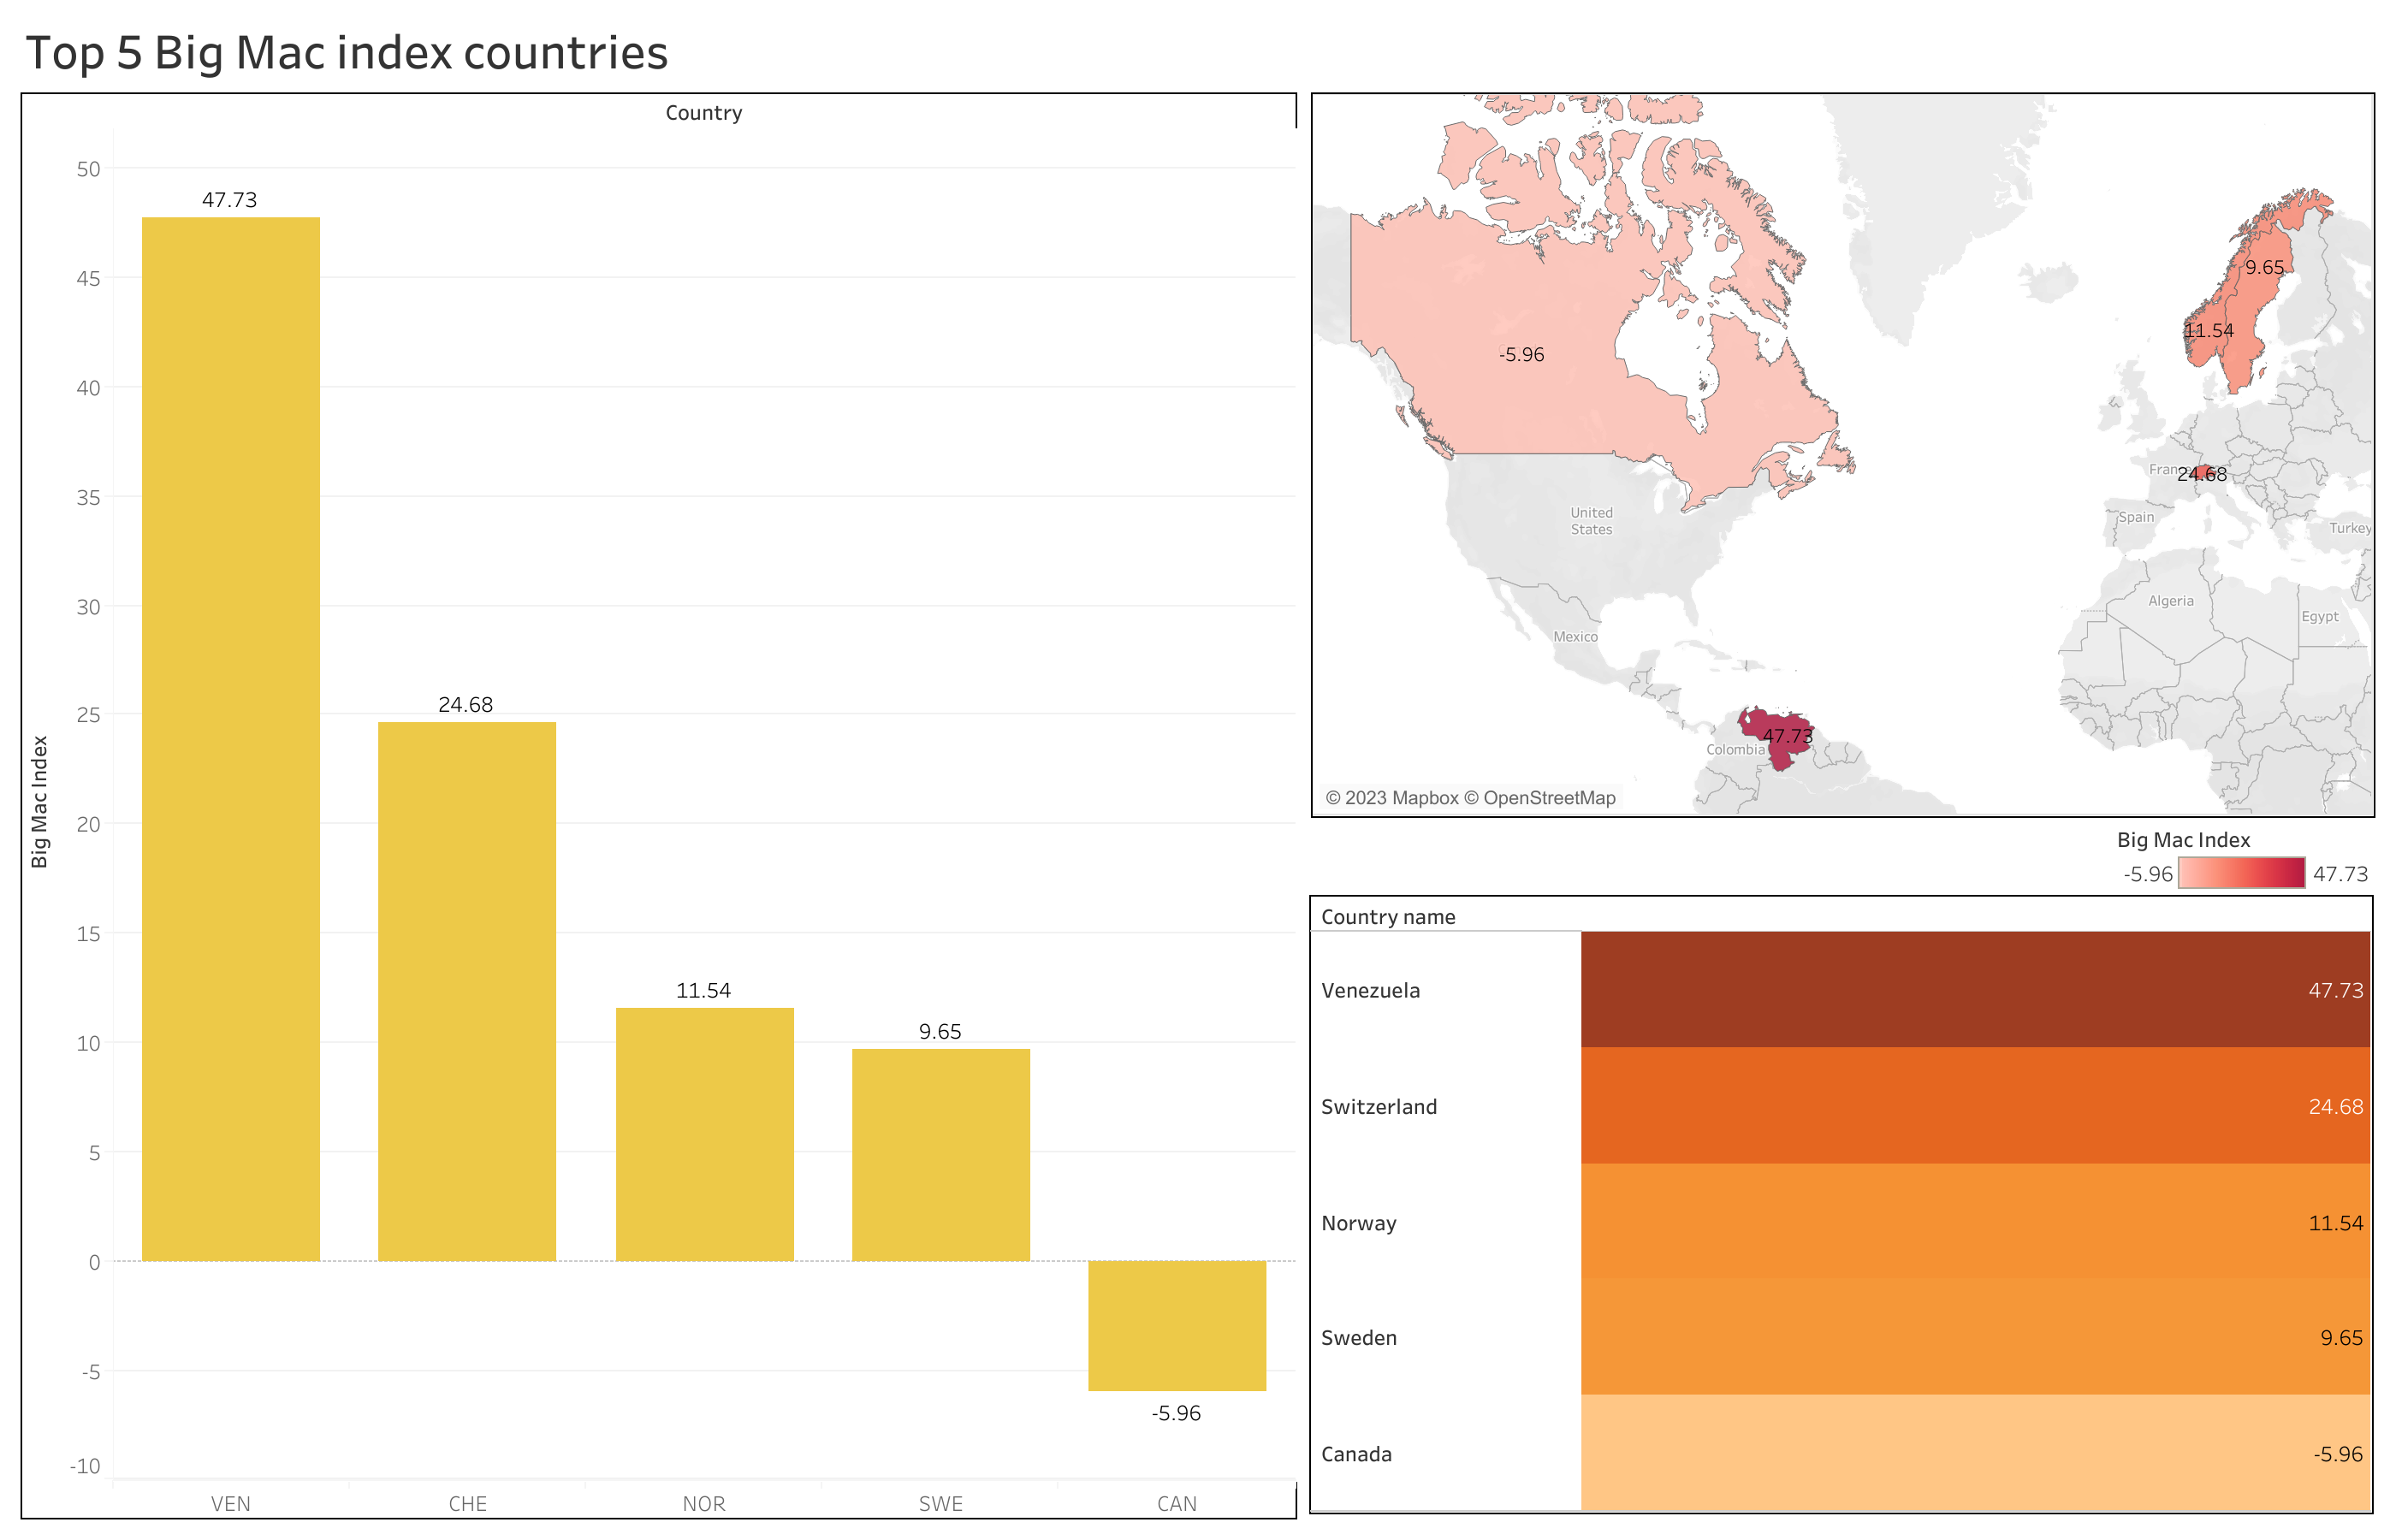 Top 5 Big Mac index countries
Country
50
45
40
35
30
25
20
15
10
5
0
-5
-10
Big Mac Index
47.73
24.68
11.54
9.65
-5.96
VEN
CHE
NOR
SWE
CAN
-5.96
9.65
11.54
France
24.68
United
States
Spain
Turkey
Algeria
Egypt
Mexico
47.73
Colombia
© 2023 Mapbox © OpenStreetMap
Big Mac Index
-5.96 47.73
Country name
Venezuela 47.73
Switzerland 24.68
Norway 11.54
Sweden 9.65
Canada -5.96